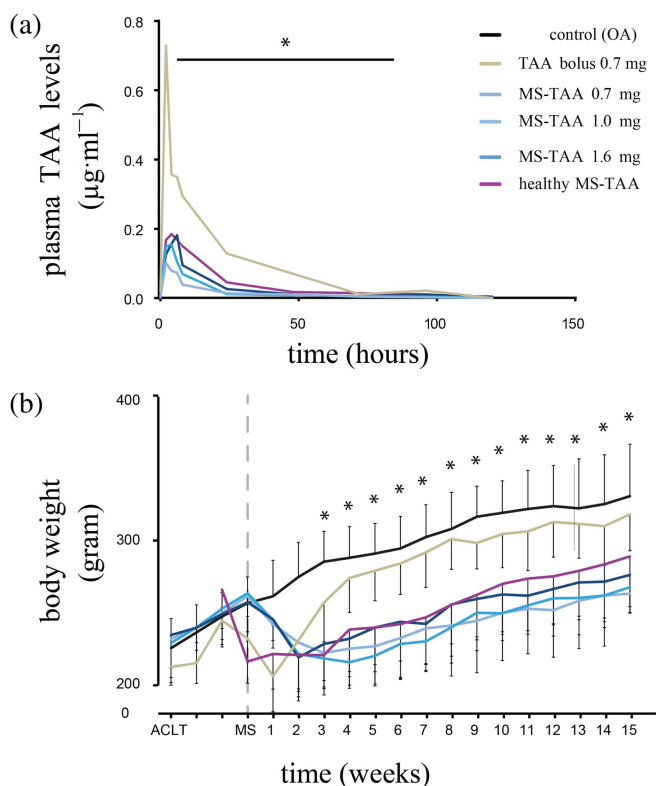 (a)
0.8
0.6
0.4
0.2
0.0
plasma TAA levels
(μg·ml⁻¹)
*
control (OA)
TAA bolus 0.7 mg
MS-TAA 0.7 mg
MS-TAA 1.0 mg
MS-TAA 1.6 mg
healthy MS-TAA
0 50 100 150
time (hours)
(b)
400
300
200
0
body weight
(gram)
* * * * * * * * * * * * *
ACLT MS 1 2 3 4 5 6 7 8 9 10 11 12 13 14 15
time (weeks)